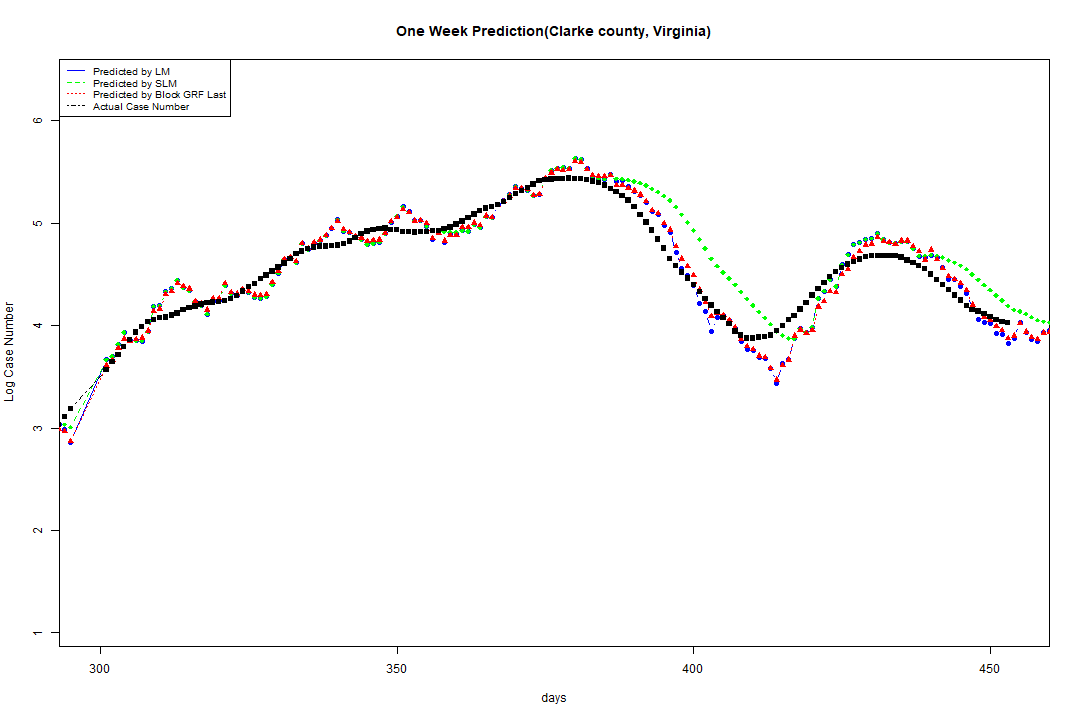 One Week Prediction(Clarke county, Virginia)
Predicted by LM
Predicted by SLM
Predicted by Block GRF Last
Actual Case Number
6
5
4
3
2
1
Log Case Number
300 350 400 450
days